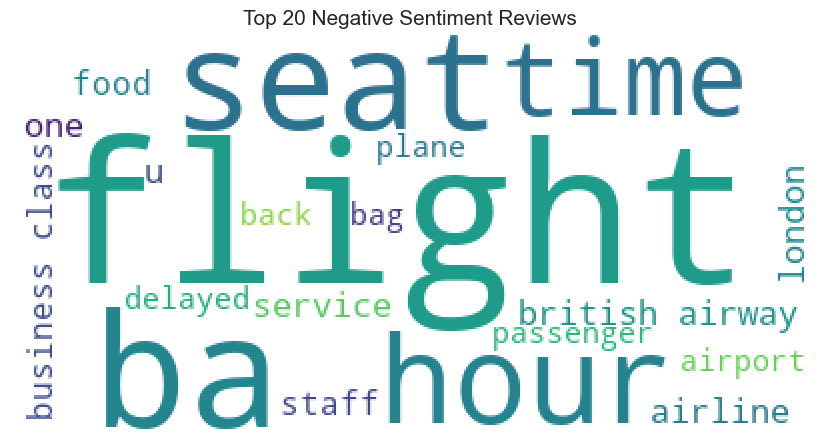 Top 20 Negative Sentiment Reviews
seat
time
food
one
plane
u
flight
back
bag
business class
london
delayed
service
british airway
passenger
ba
hour
airport
staff
airline